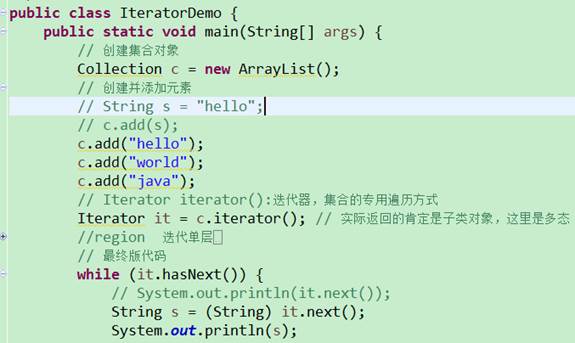 public class IteratorDemo {
public static void main(String[] args) {
// 创建集合对象
Collection c = new ArrayList();
// 创建并添加元素
// String s = "hello";
// c.add(s);
c.add("hello");
c.add("world");
c.add("java");
// Iterator iterator():迭代器，集合的专用遍历方式
Iterator it = c.iterator(); // 实际返回的肯定是子类对象，这里是多态
//region  迭代单层
// 最终版代码
while (it.hasNext()) {
// System.out.println(it.next());
String s = (String) it.next();
System.out.println(s);